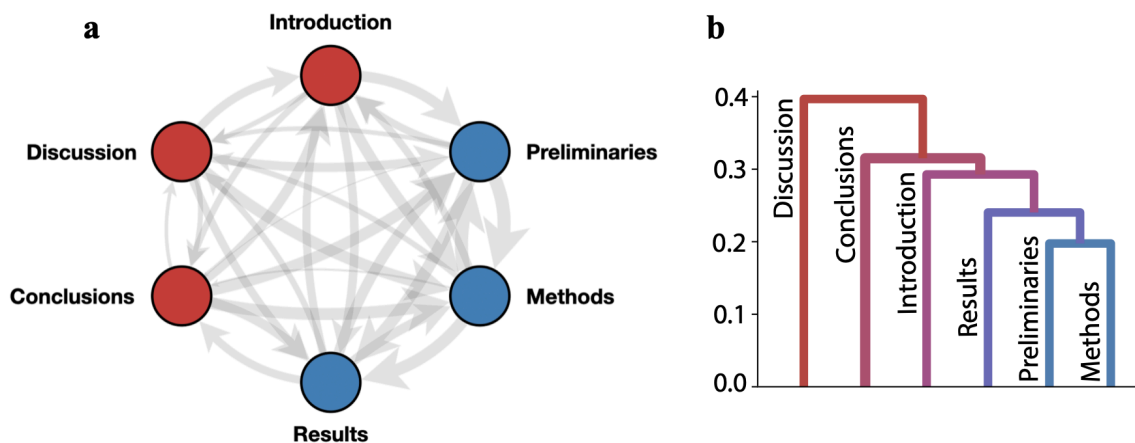 a
Introduction
Discussion
Preliminaries
Conclusions
Methods
Results
b
0.4
0.3
0.2
0.1
0.0
Discussion
Conclusions
Introduction
Results
Preliminaries
Methods